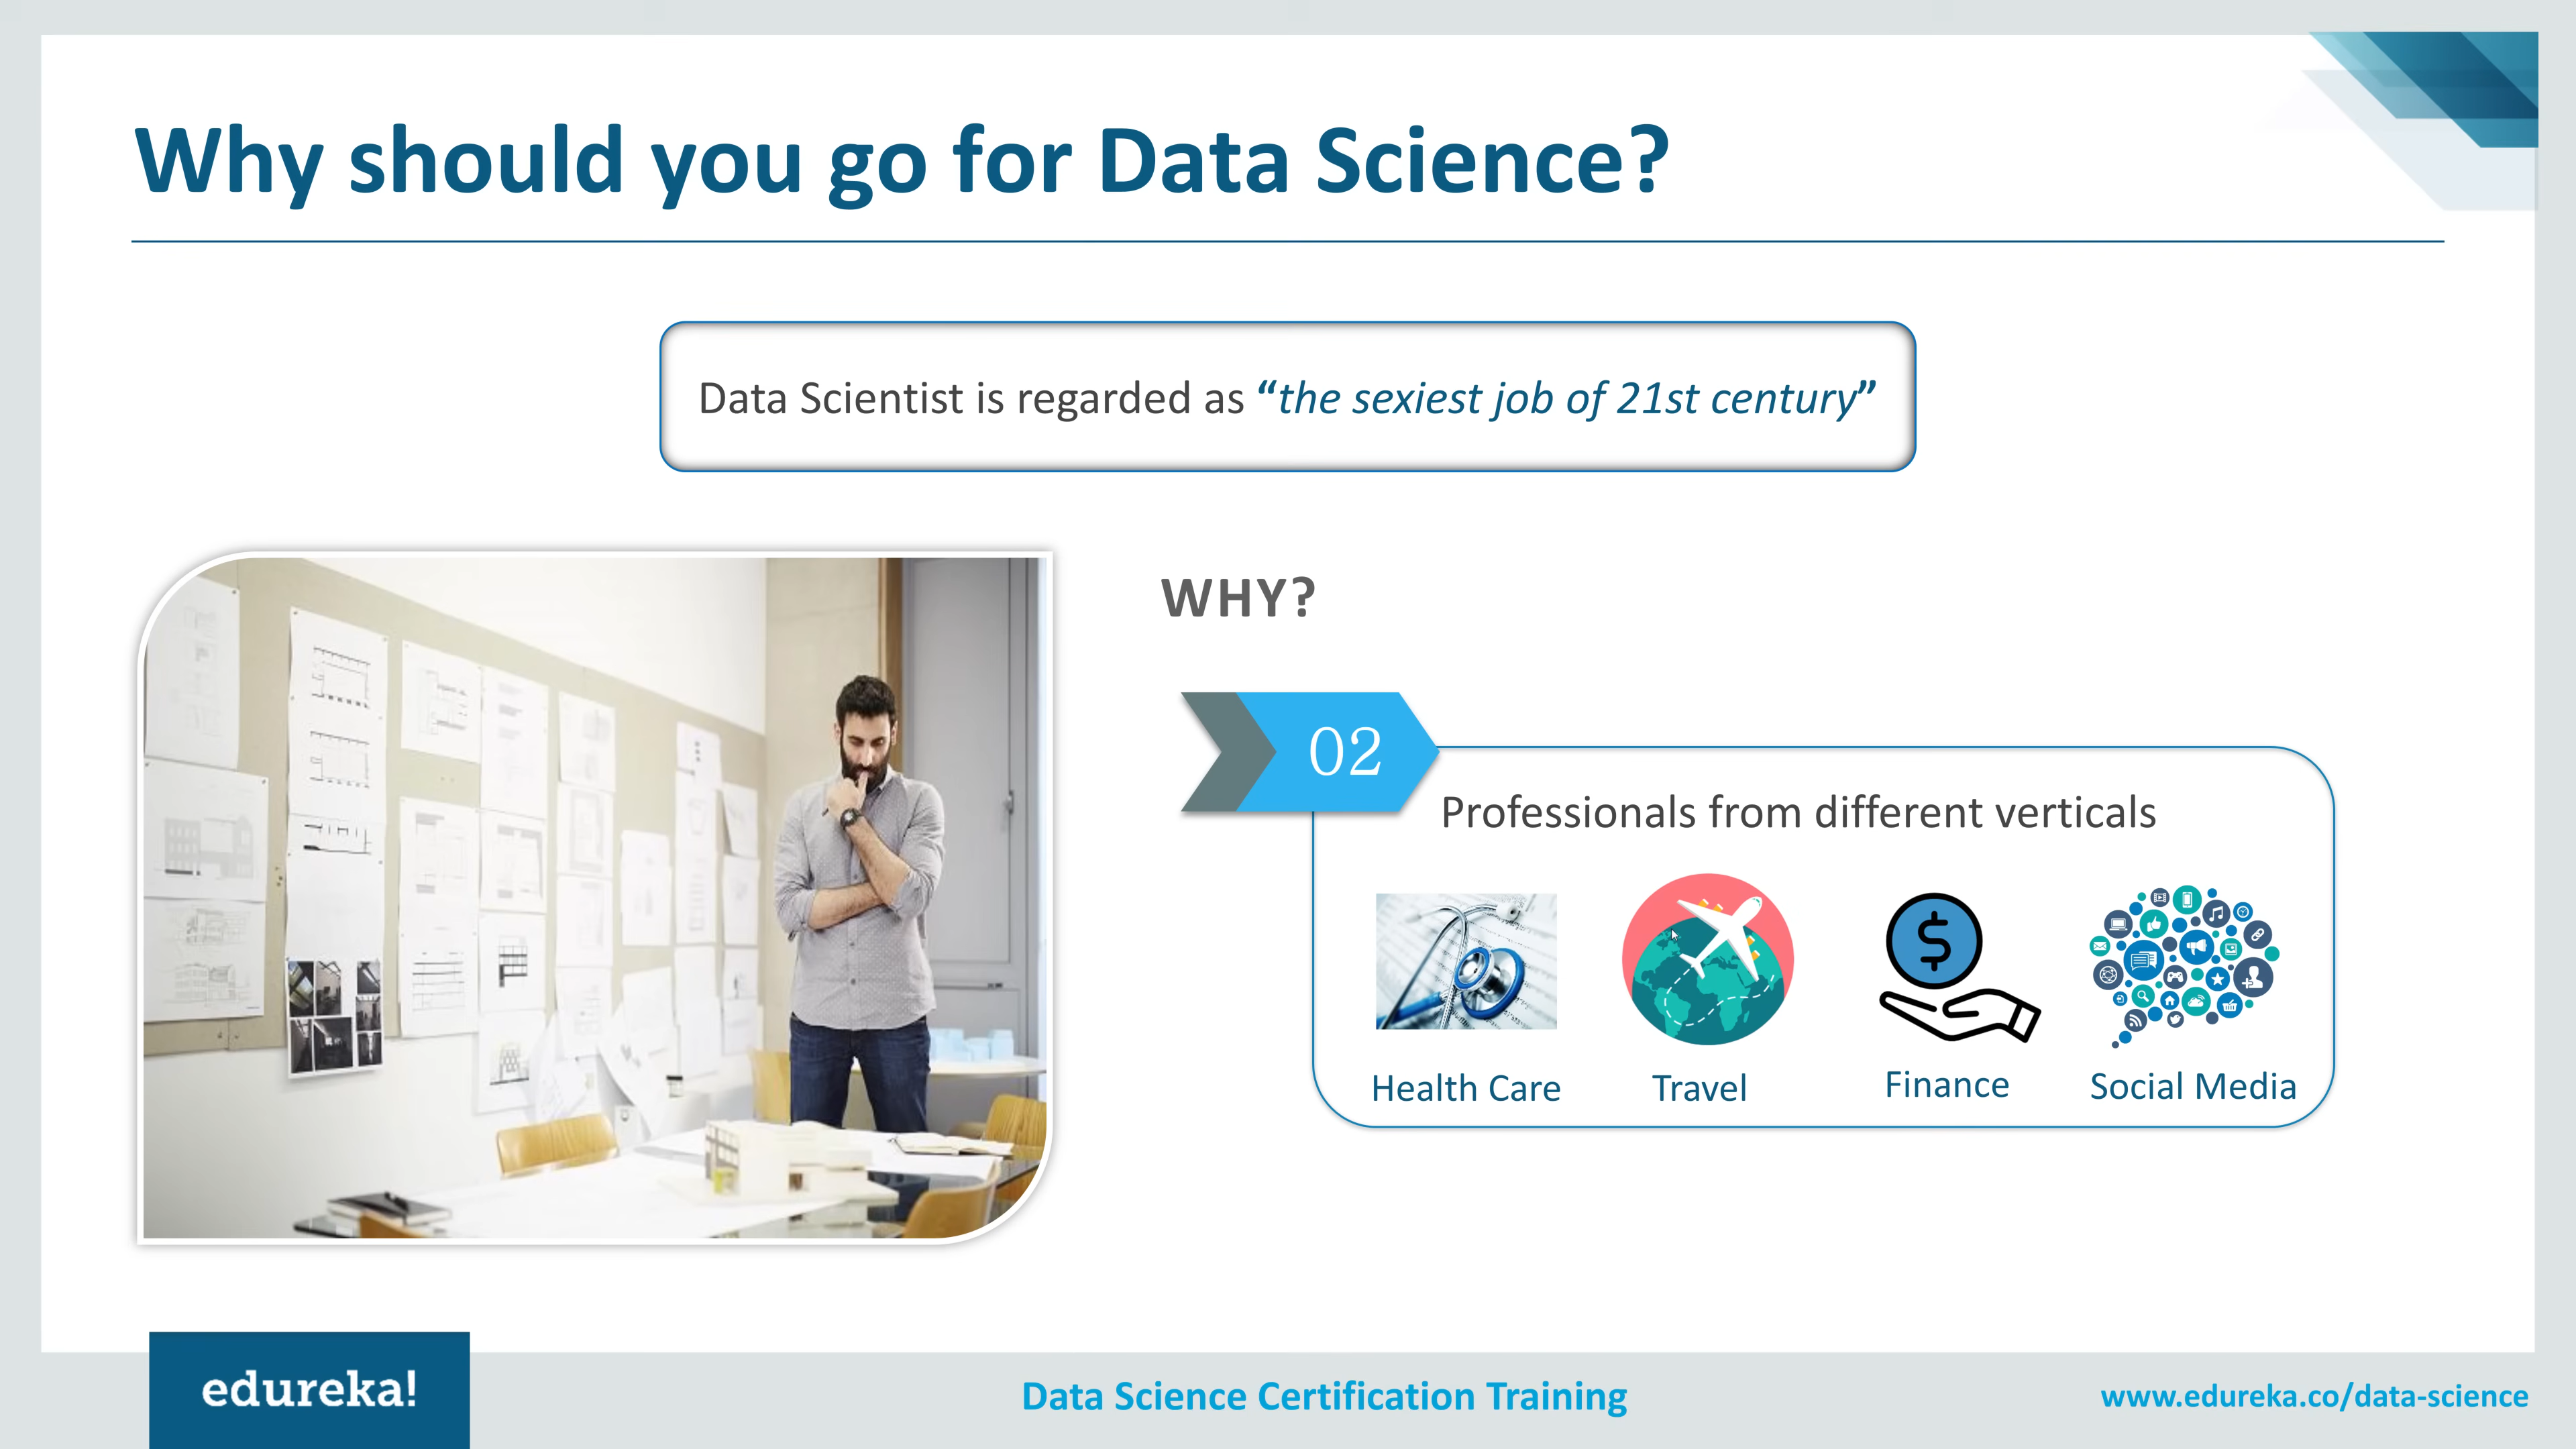 Why should you go for Data Science?
Data Scientist is regarded as “the sexiest job of 21st century”
WHY?
02
Professionals from different verticals
Health Care
Travel
Finance
Social Media
edureka!
Data Science Certification Training
www.edureka.co/data-science